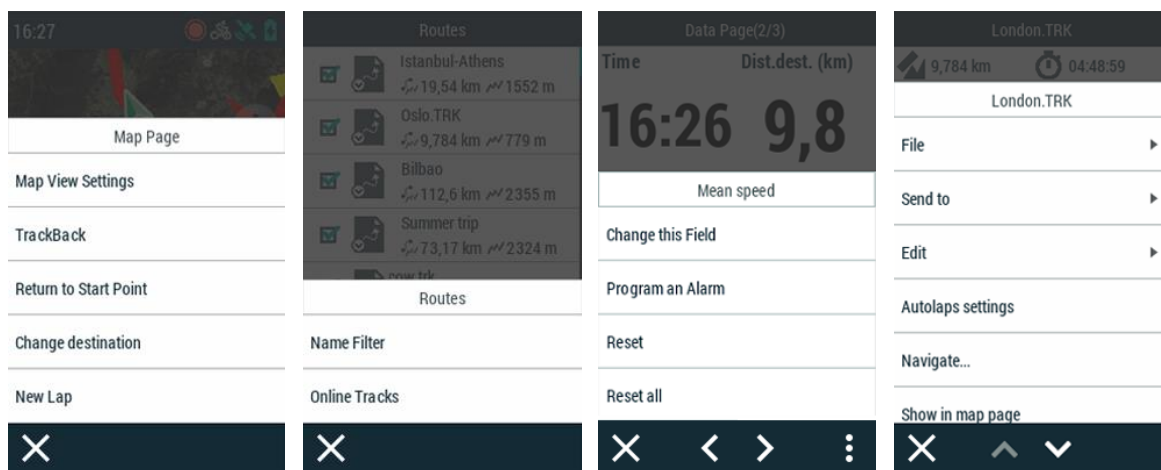 16:27
Map Page
Map View Settings
TrackBack
Return to Start Point
Change destination
New Lap
Routes
Istanbul-Athens
19,54 km 1552 m
Oslo.TRK
9,784 km 779 m
Bilbao
112,6 km 2355 m
Summer trip
73,17 km 2324 m
cow.trk
Routes
Name Filter
Online Tracks
Data Page(2/3)
Time Dist.dest. (km)
16:26 9,8
Mean speed
Change this Field
Program an Alarm
Reset
Reset all
London.TRK
9,784 km 04:48:59
London.TRK
File
Send to
Edit
Autolaps settings
Navigate...
Show in map page